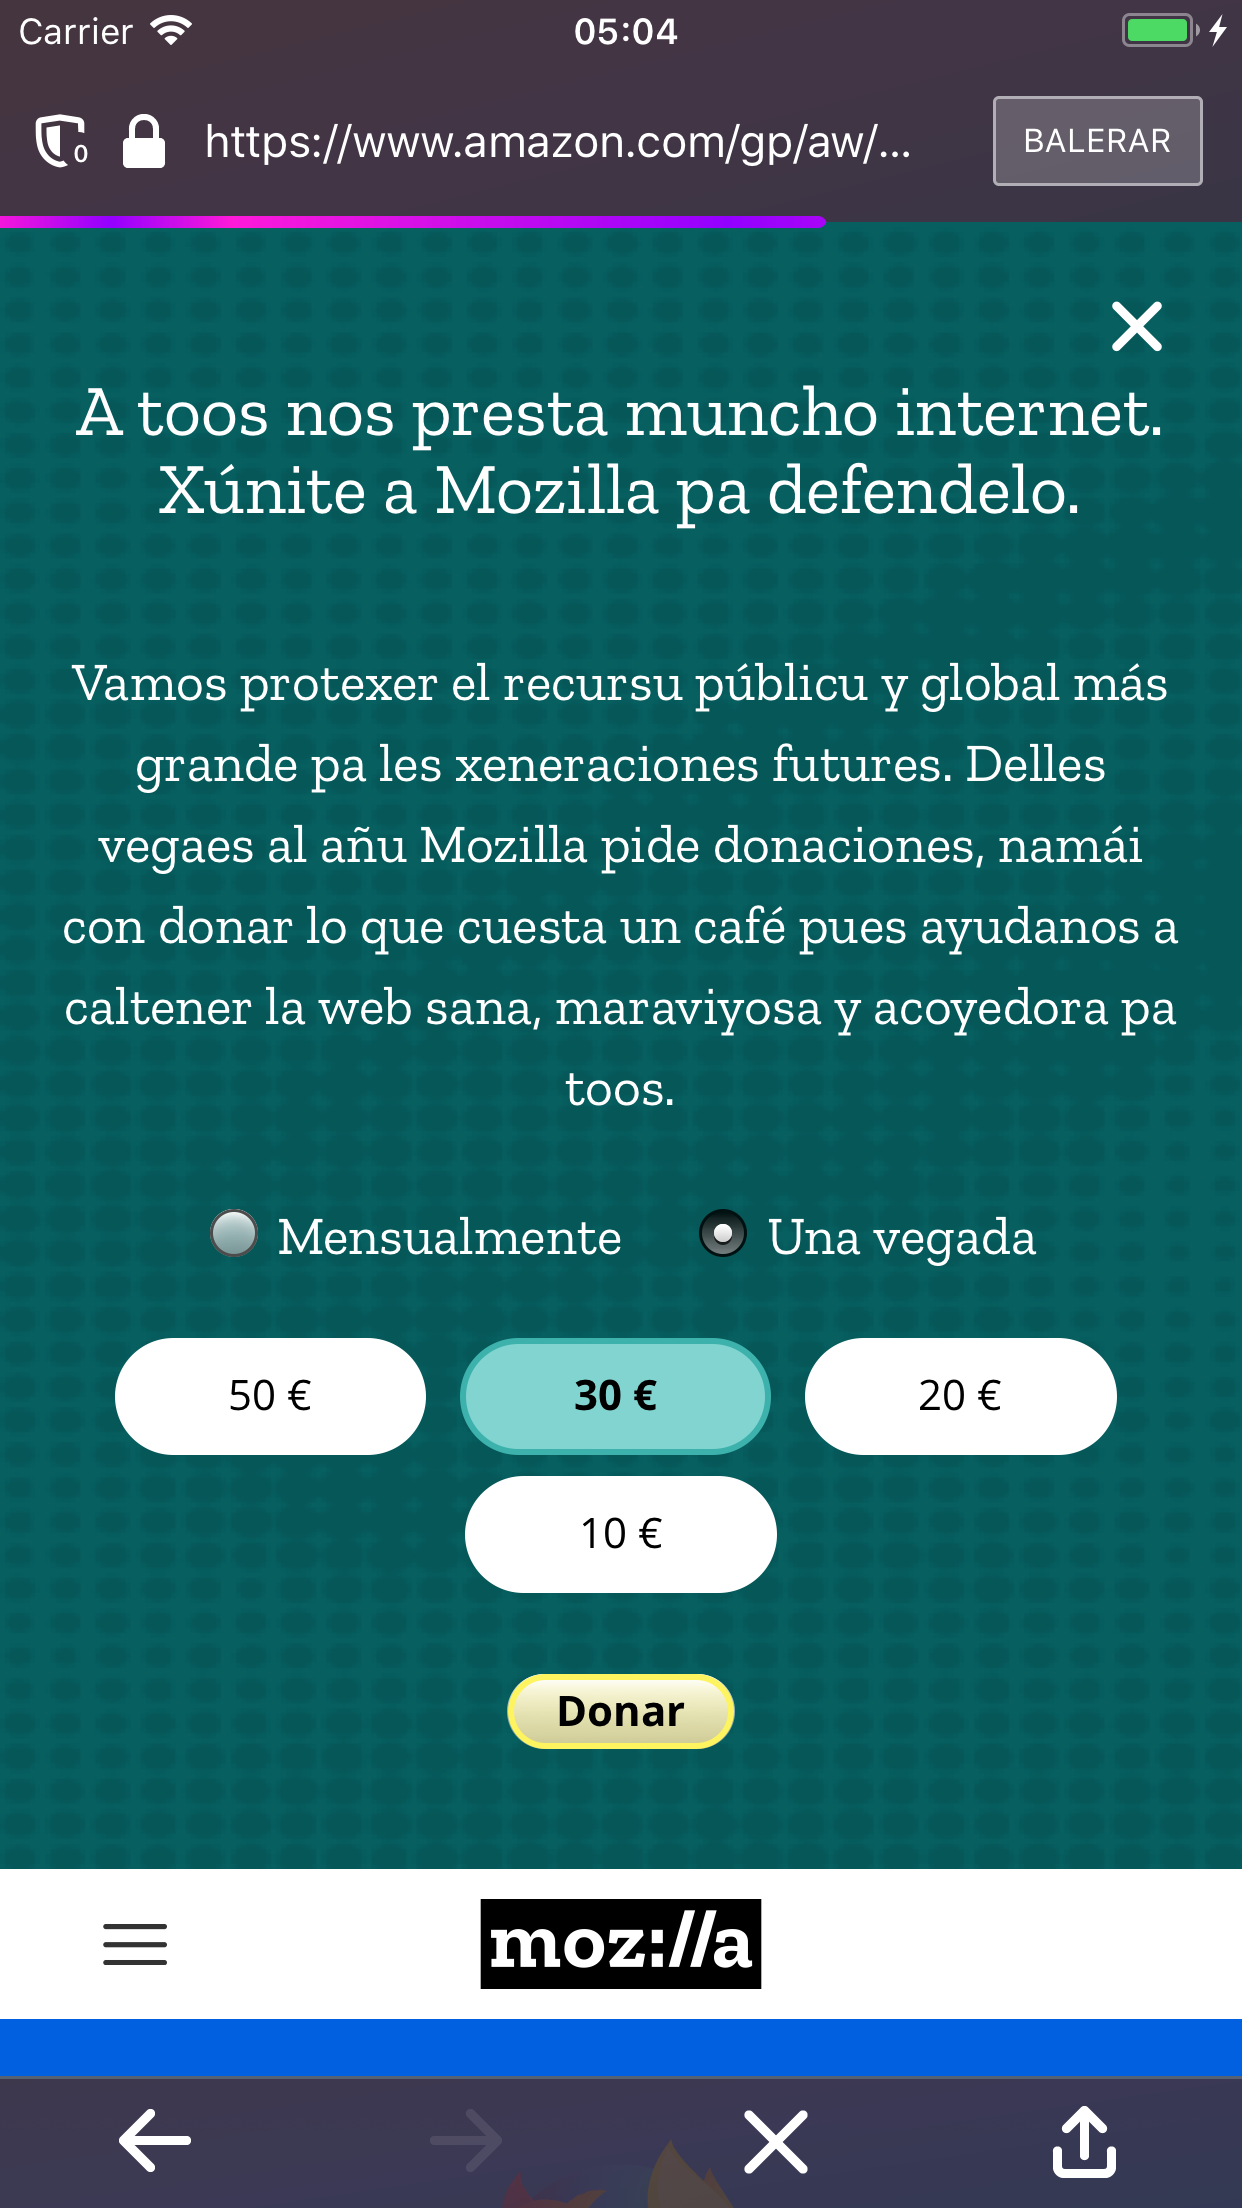 Carrier 05:04
0 https://www.amazon.com/gp/aw/... BALERAR
A toos nos presta muncho internet.
Xúnite a Mozilla pa defendelo.
Vamos protexer el recursu públicu y global más
grande pa les xeneraciones futures. Delles
vegaes al añu Mozilla pide donaciones, namái
con donar lo que cuesta un café pues ayudanos a
caltener la web sana, maraviyosa y acoyedora pa
toos.
Mensualmente Una vegada
50 € 30 € 20 €
10 €
Donar
moz://a